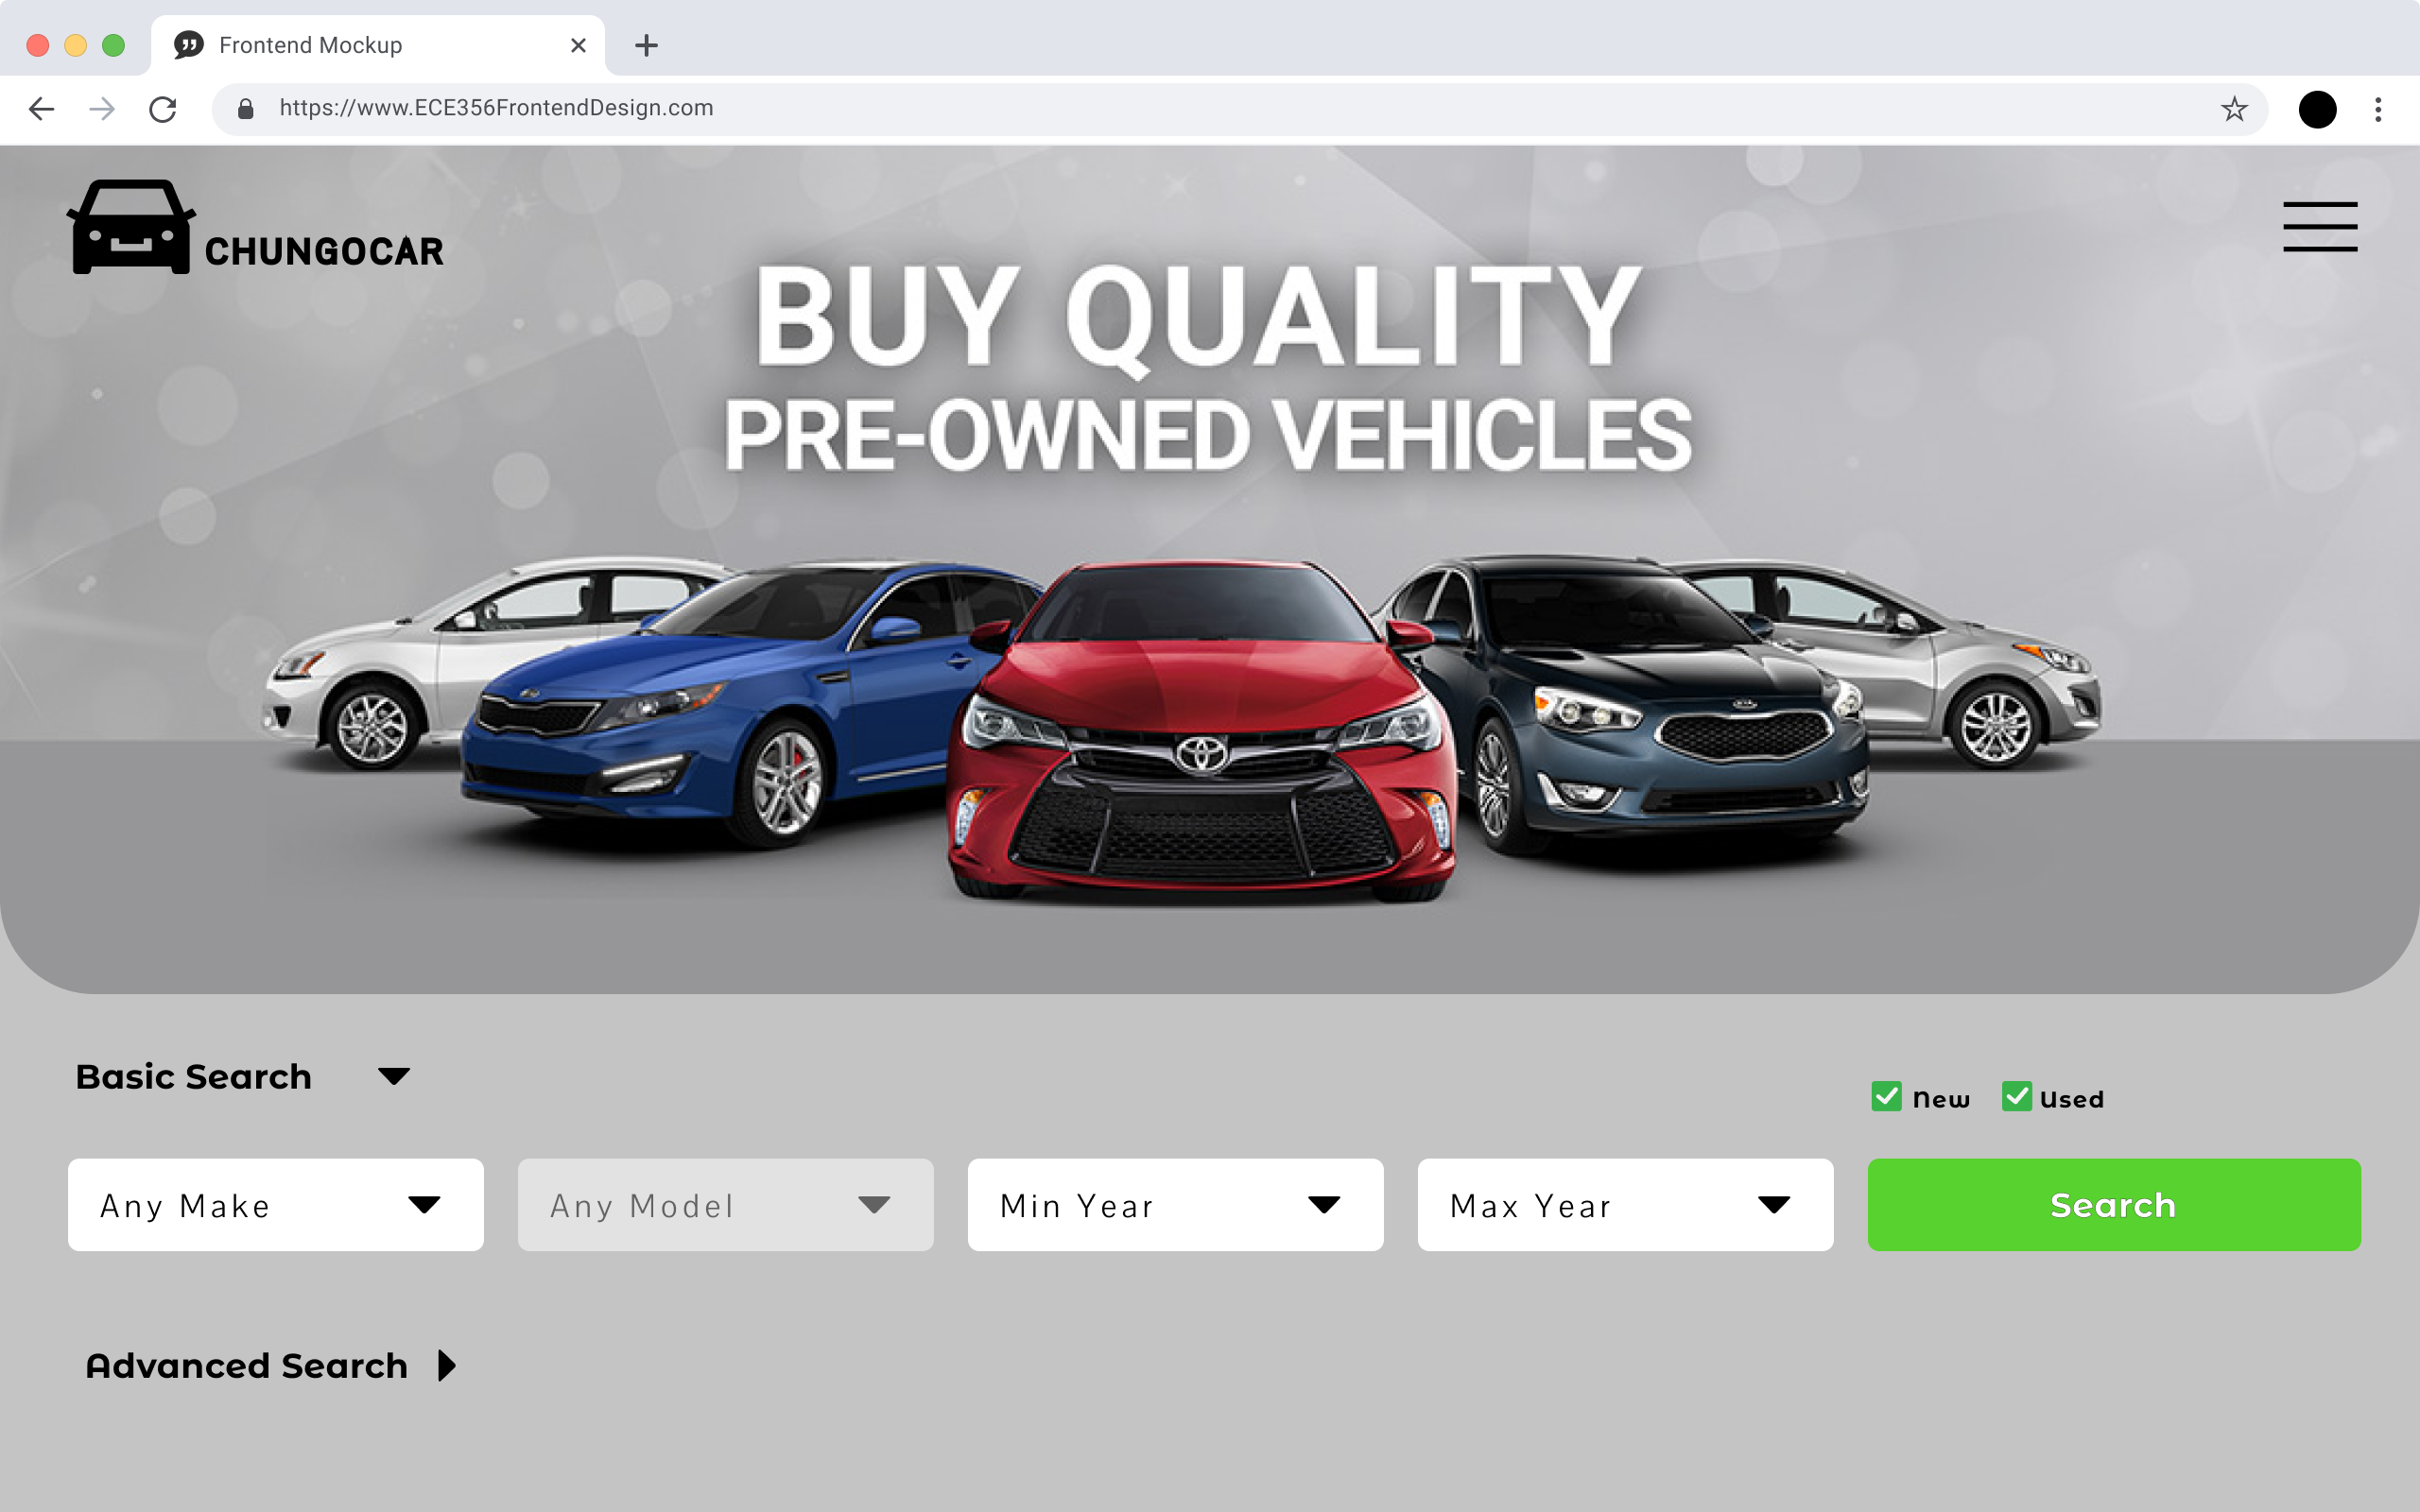 Frontend Mockup
https://www.ECE356FrontendDesign.com
CHUNGOCAR
BUY QUALITY
PRE-OWNED VEHICLES
Basic Search
New Used
Any Make Any Model Min Year Max Year Search
Advanced Search